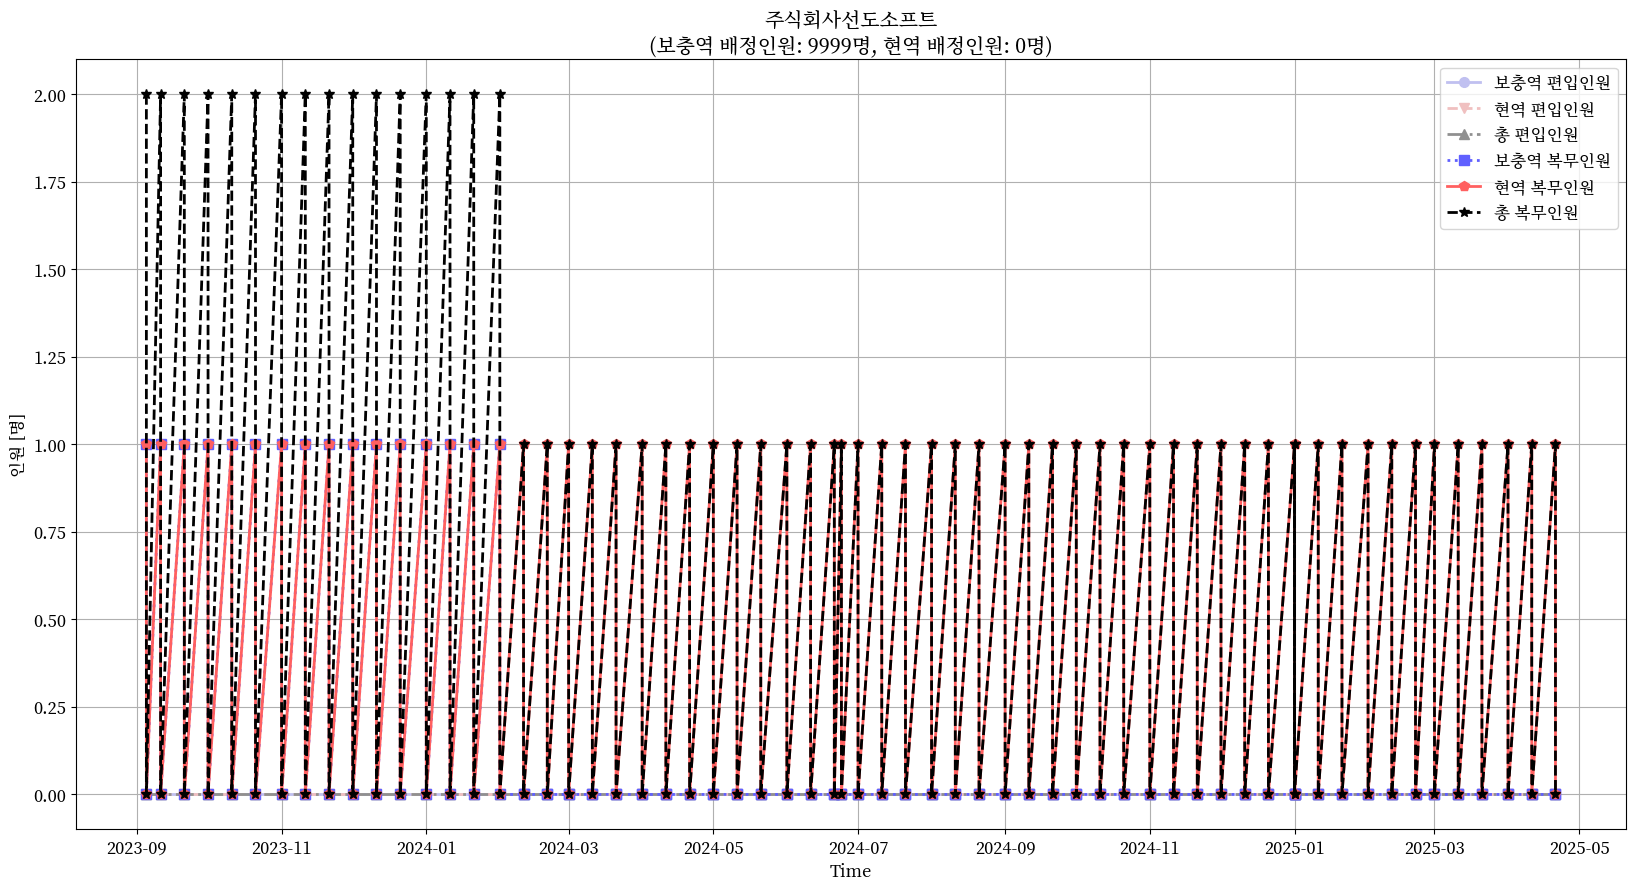 주식회사선도소프트
(보충역 배정인원: 9999명, 현역 배정인원: 0명)
보충역 편입인원
현역 편입인원
총 편입인원
보충역 복무인원
현역 복무인원
총 복무인원
인원 [명]
2.00
1.75
1.50
1.25
1.00
0.75
0.50
0.25
0.00
2023-09
2023-11
2024-01
2024-03
2024-05
2024-07
2024-09
2024-11
2025-01
2025-03
2025-05
Time